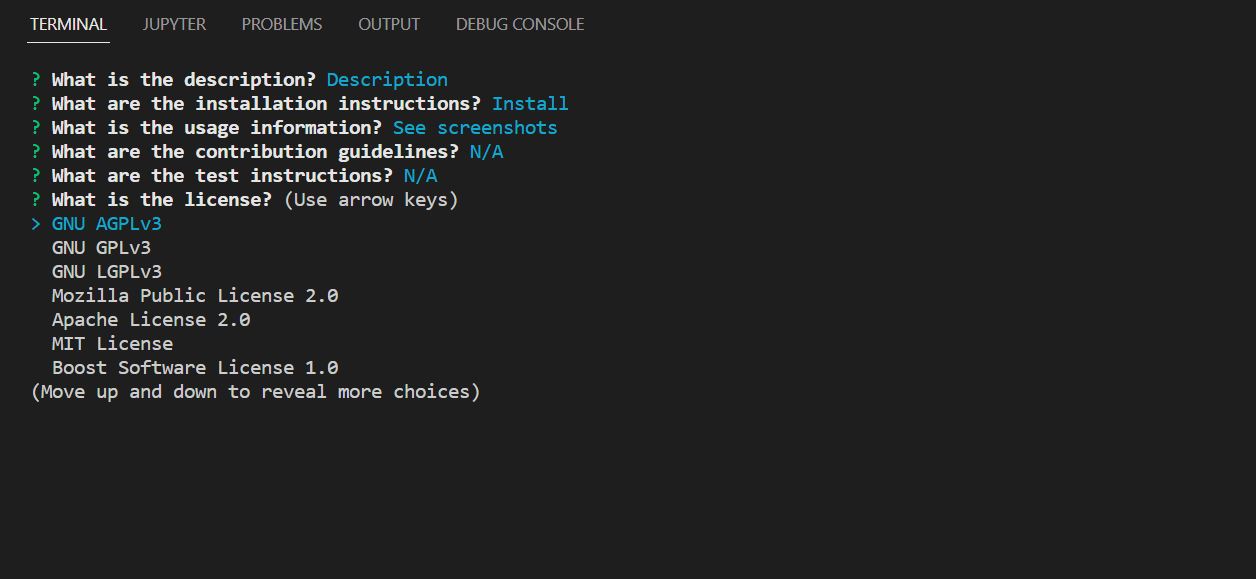 TERMINAL JUPYTER PROBLEMS OUTPUT DEBUG CONSOLE
? What is the description? Description
? What are the installation instructions? Install
? What is the usage information? See screenshots
? What are the contribution guidelines? N/A
? What are the test instructions? N/A
? What is the license? (Use arrow keys)
> GNU AGPLv3
GNU GPLv3
GNU LGPLv3
Mozilla Public License 2.0
Apache License 2.0
MIT License
Boost Software License 1.0
(Move up and down to reveal more choices)